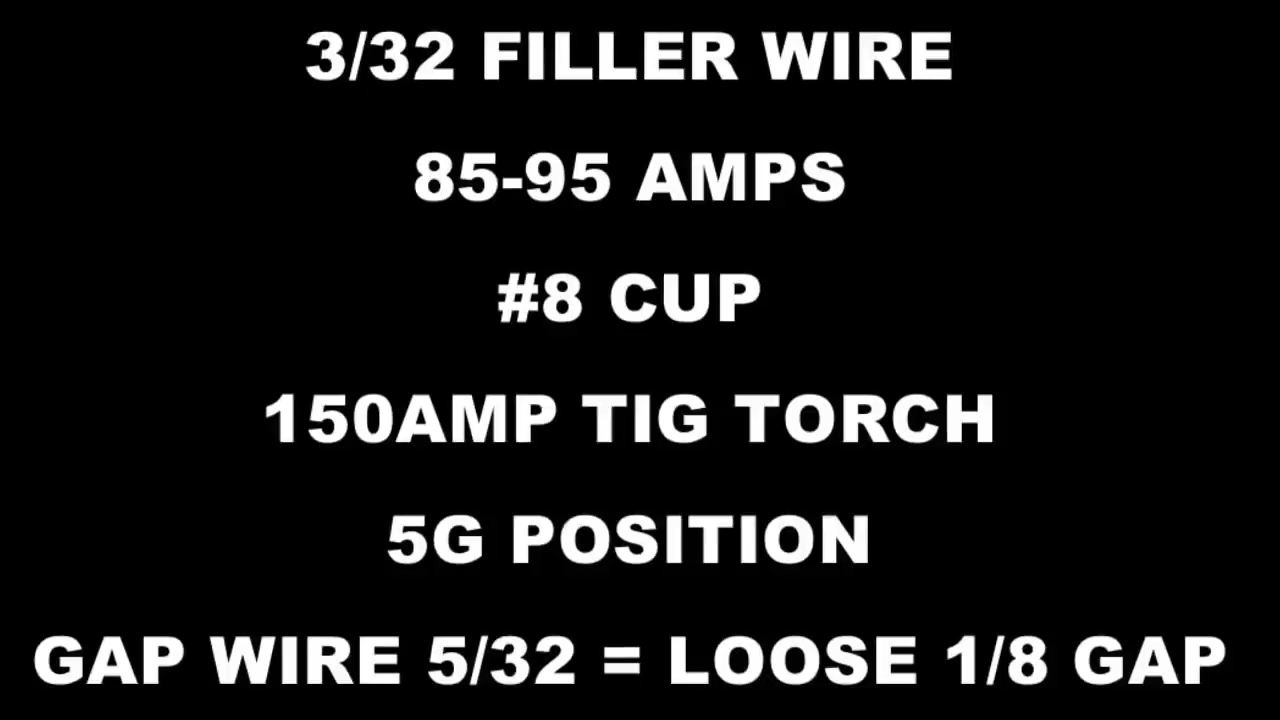 3/32 FILLER WIRE
85-95 AMPS
#8 CUP
150AMP TIG TORCH
5G POSITION
GAP WIRE 5/32 = LOOSE 1/8 GAP